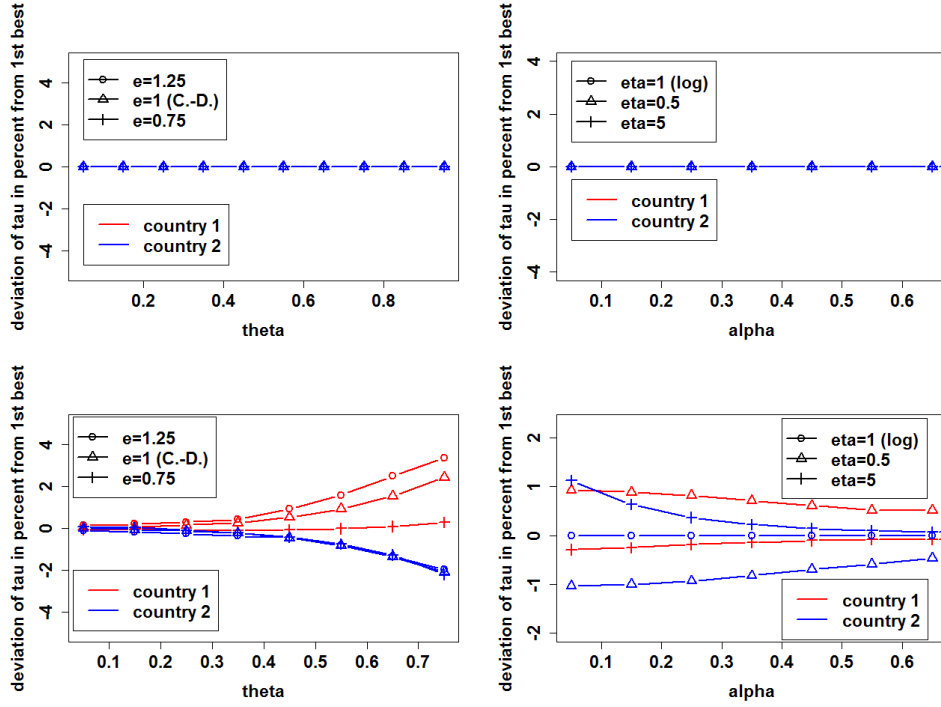 deviation of tau in percent from 1st best
4
2
0
-2
-4
e=1.25
e=1 (C.-D.)
e=0.75
country 1
country 2
0.2 0.4 0.6 0.8
theta
deviation of tau in percent from 1st best
4
2
0
-2
-4
eta=1 (log)
eta=0.5
eta=5
country 1
country 2
0.1 0.2 0.3 0.4 0.5 0.6
alpha
deviation of tau in percent from 1st best
4
2
0
-2
-4
e=1.25
e=1 (C.-D.)
e=0.75
country 1
country 2
0.1 0.2 0.3 0.4 0.5 0.6 0.7
theta
deviation of tau in percent from 1st best
2
1
0
-1
-2
eta=1 (log)
eta=0.5
eta=5
country 1
country 2
0.1 0.2 0.3 0.4 0.5 0.6
alpha